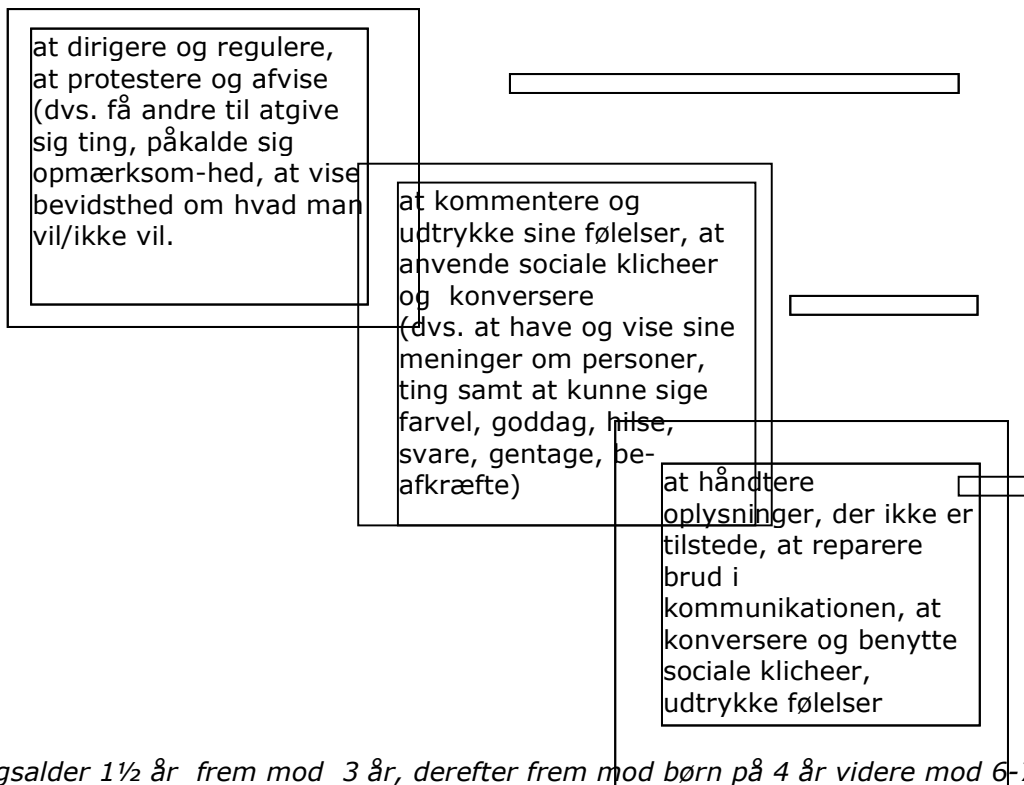 at dirigere og regulere,
at protestere og afvise
(dvs. få andre til atgive
sig ting, påkalde sig
opmærksom-hed, at vise
bevidsthed om hvad man
vil/ikke vil.
at kommentere og
udtrykke sine følelser, at
anvende sociale klicheer
og  konversere
(dvs. at have og vise sine
meninger om personer,
ting samt at kunne sige
farvel, goddag, hilse,
svare, gentage, be-
afkræfte)
at håndtere
oplysninger, der ikke er
tilstede, at reparere
brud i
kommunikationen, at
konversere og benytte
sociale klicheer,
udtrykke følelser
gsalder 1½ år  frem mod  3 år, derefter frem mod børn på 4 år videre mod 6-